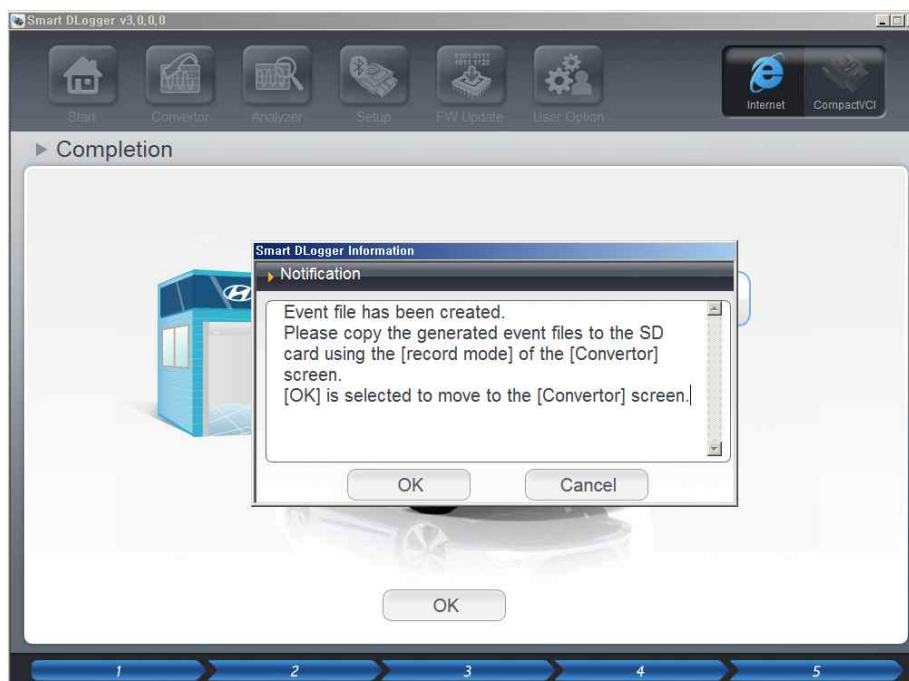 Smart DLogger v3,0,0,0
Start
Convertor
Analyzer
Setup
FW Update
User Option
Internet
CompactVCI
Completion
Smart DLogger Information
Notification
Event file has been created.
Please copy the generated event files to the SD
card using the [record mode] of the [Convertor]
screen.
[OK] is selected to move to the [Convertor] screen.
OK
Cancel
OK
1
2
3
4
5